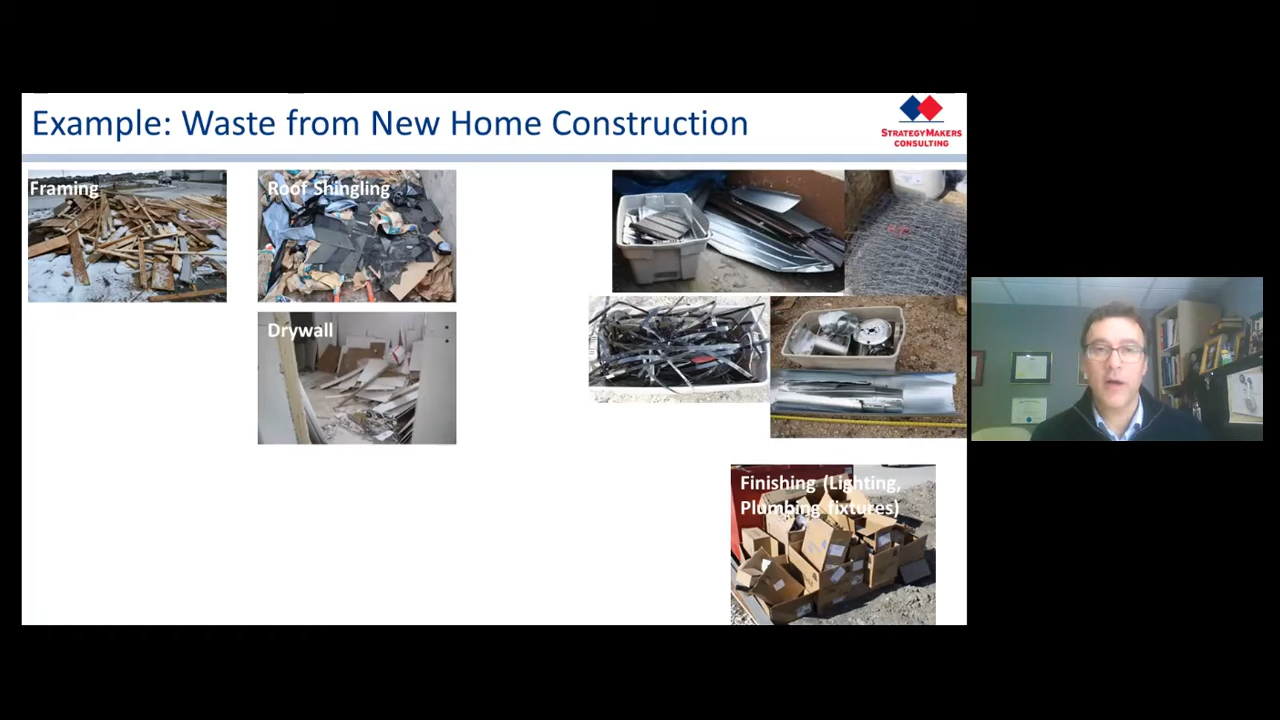 Example: Waste from New Home Construction
STRATEGYMAKERS
CONSULTING
Framing
Roof Shingling
Drywall
Finishing (Lighting,
Plumbing fixtures)